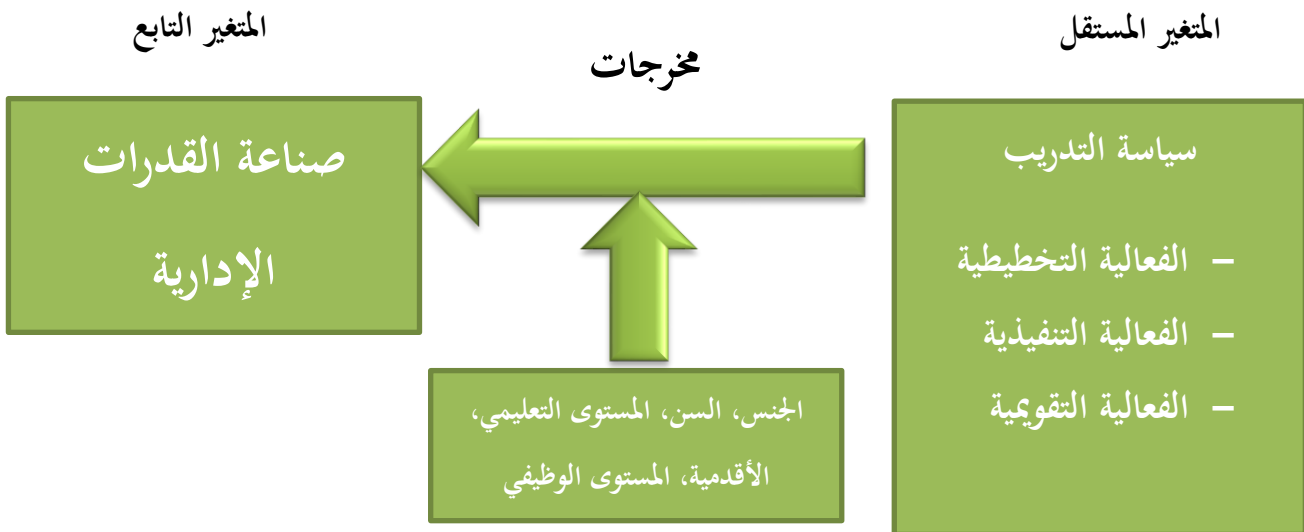 المتغير المستقل
المتغير التابع
مخرجات
سياسة التدريب
– الفعالية التخطيطية
– الفعالية التنفيذية
– الفعالية التقويمية
صناعة القدرات
الإدارية
الجنس، السن، المستوى التعليمي،
الأقدمية، المستوى الوظيفي